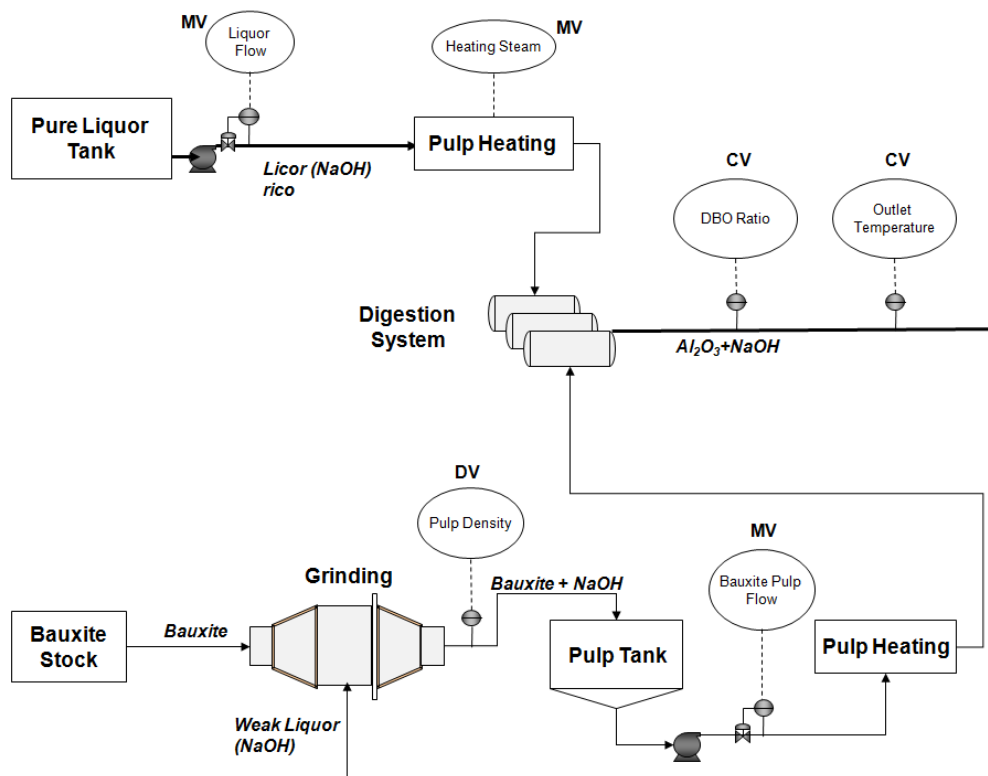 MV
Liquor
Flow
Heating Steam
MV
Pure Liquor
Tank
Pulp Heating
Licor (NaOH)
rico
CV
CV
DBO Ratio
Outlet
Temperature
Digestion
System
Al₂O₃+NaOH
DV
Pulp Density
MV
Grinding
Bauxite + NaOH
Bauxite Pulp
Flow
Bauxite
Stock
Bauxite
Pulp Tank
Pulp Heating
Weak Liquor
(NaOH)